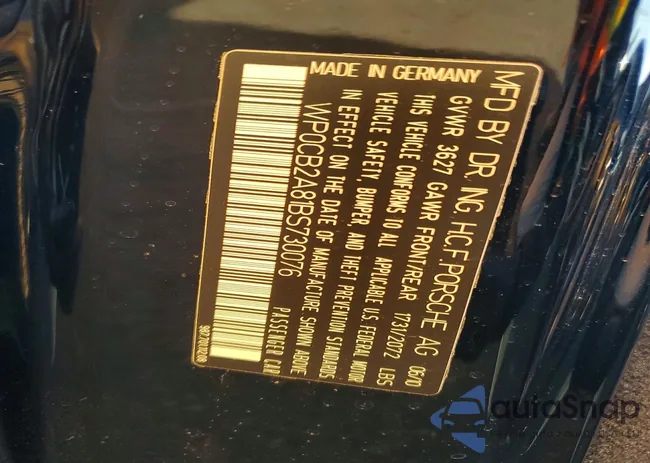 MFD BY DR. ING. H.C.F. PORSCHE AG
GVWR 3627 GAWR FRONT/REAR 1731/2072 LBS
THIS VEHICLE CONFORMS TO ALL APPLICABLE US FEDERAL MOTOR
VEHICLE SAFETY, BUMPER, AND THEFT PREVENTION STANDARDS
IN EFFECT ON THE DATE OF MANUFACTURE SHOWN ABOVE
WP0CB2A81BS730076
PASSENGER CAR
MADE IN GERMANY
autoSnap